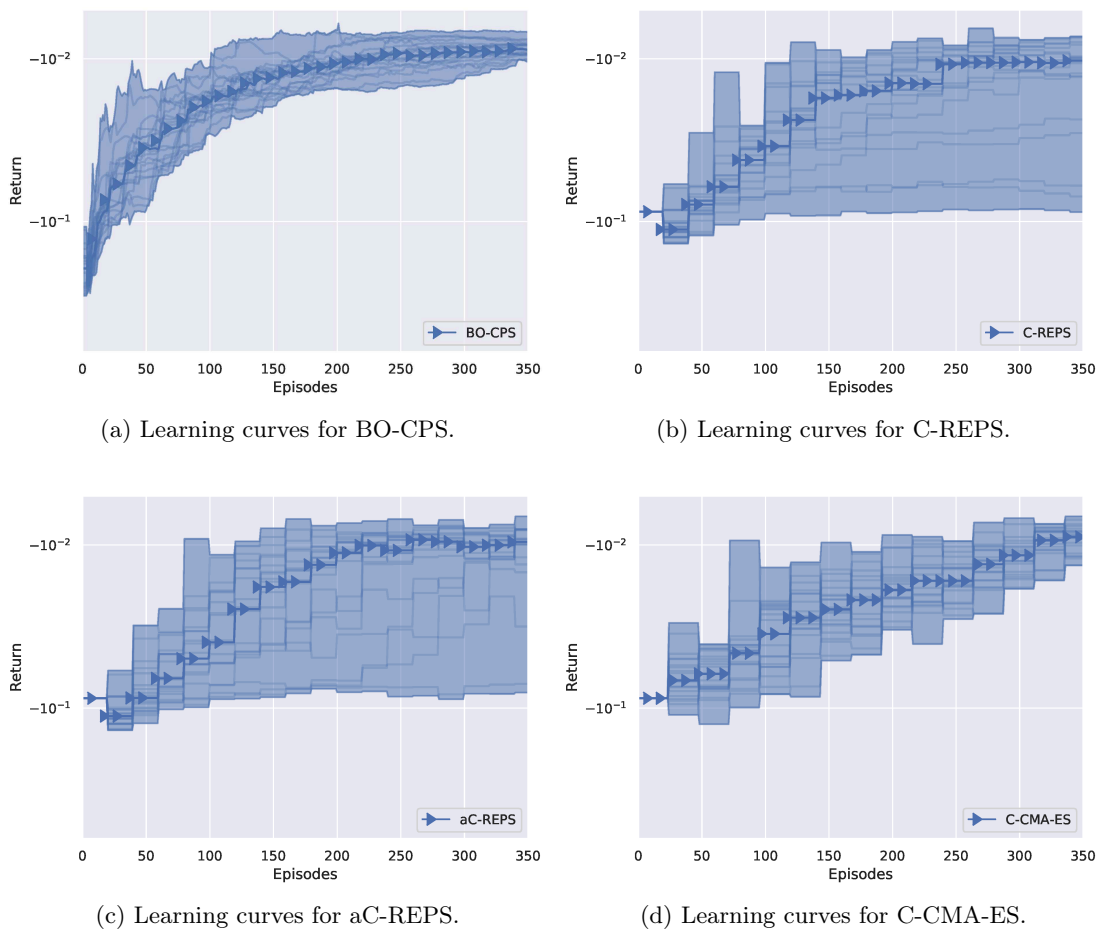 −10⁻²
−10⁻¹
Return
BO-CPS
0 50 100 150 200 250 300 350
Episodes
(a) Learning curves for BO-CPS.
−10⁻²
−10⁻¹
Return
C-REPS
0 50 100 150 200 250 300 350
Episodes
(b) Learning curves for C-REPS.
−10⁻²
−10⁻¹
Return
aC-REPS
0 50 100 150 200 250 300 350
Episodes
(c) Learning curves for aC-REPS.
−10⁻²
−10⁻¹
Return
C-CMA-ES
0 50 100 150 200 250 300 350
Episodes
(d) Learning curves for C-CMA-ES.